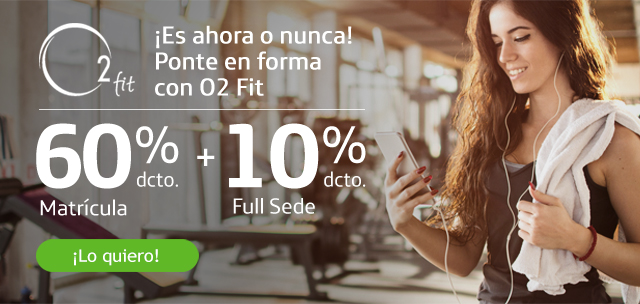 O2 fit
¡Es ahora o nunca!
Ponte en forma
con O2 Fit
60% dcto.
Matrícula
+
10% dcto.
Full Sede
¡Lo quiero!